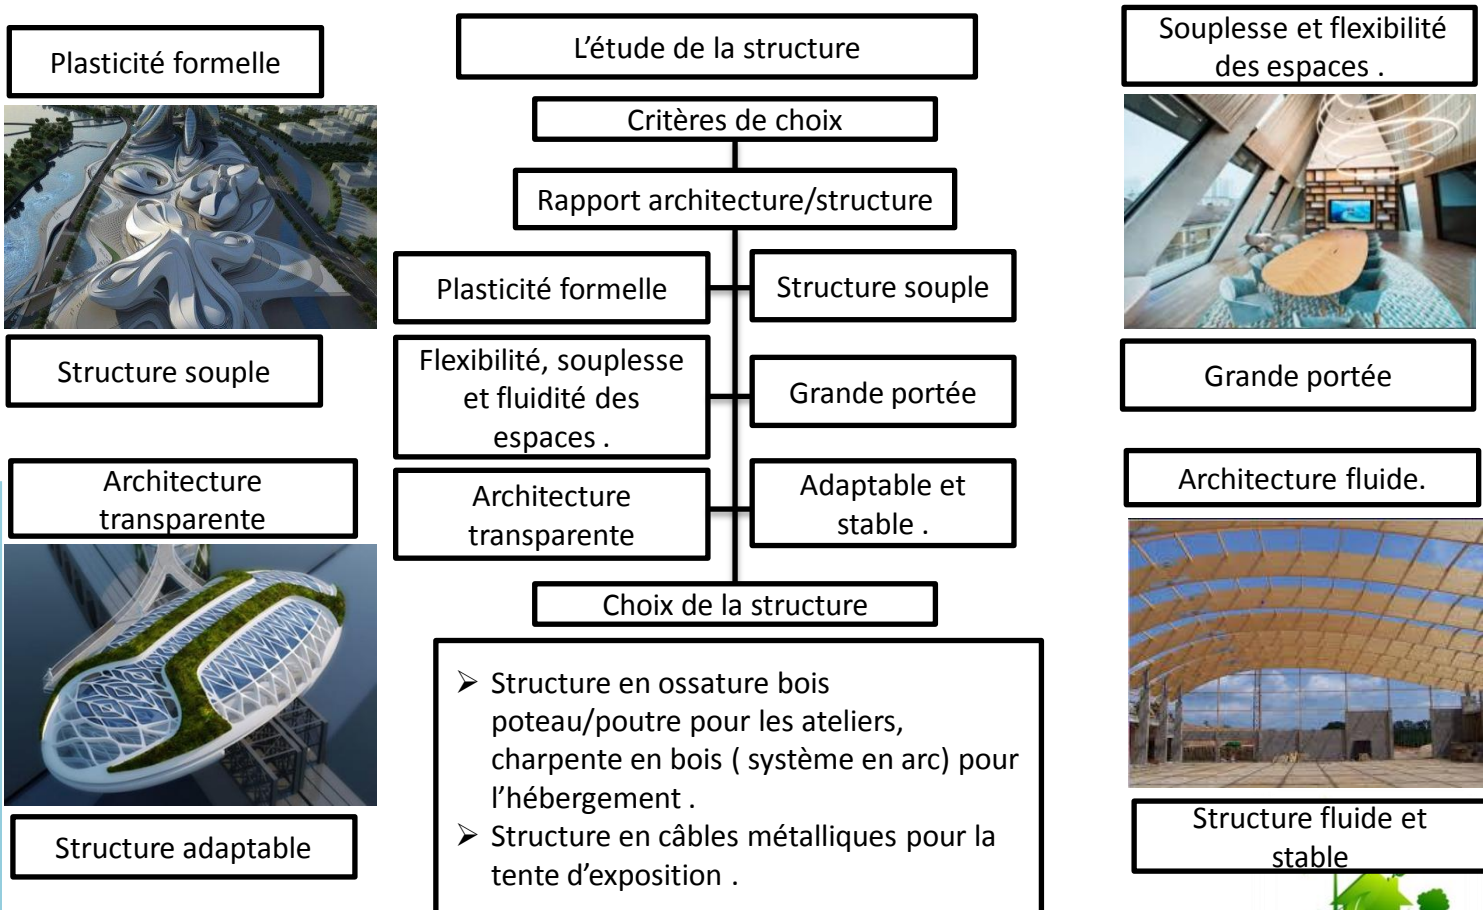 Plasticité formelle
Structure souple
Architecture
transparente
Structure adaptable
L'étude de la structure
Critères de choix
Rapport architecture/structure
Plasticité formelle
Structure souple
Flexibilité, souplesse
et fluidité des
espaces .
Grande portée
Architecture
transparente
Adaptable et
stable .
Choix de la structure
➢ Structure en ossature bois
poteau/poutre pour les ateliers,
charpente en bois ( système en arc) pour
l'hébergement .
➢ Structure en câbles métalliques pour la
tente d'exposition .
Souplesse et flexibilité
des espaces .
Grande portée
Architecture fluide.
Structure fluide et
stable